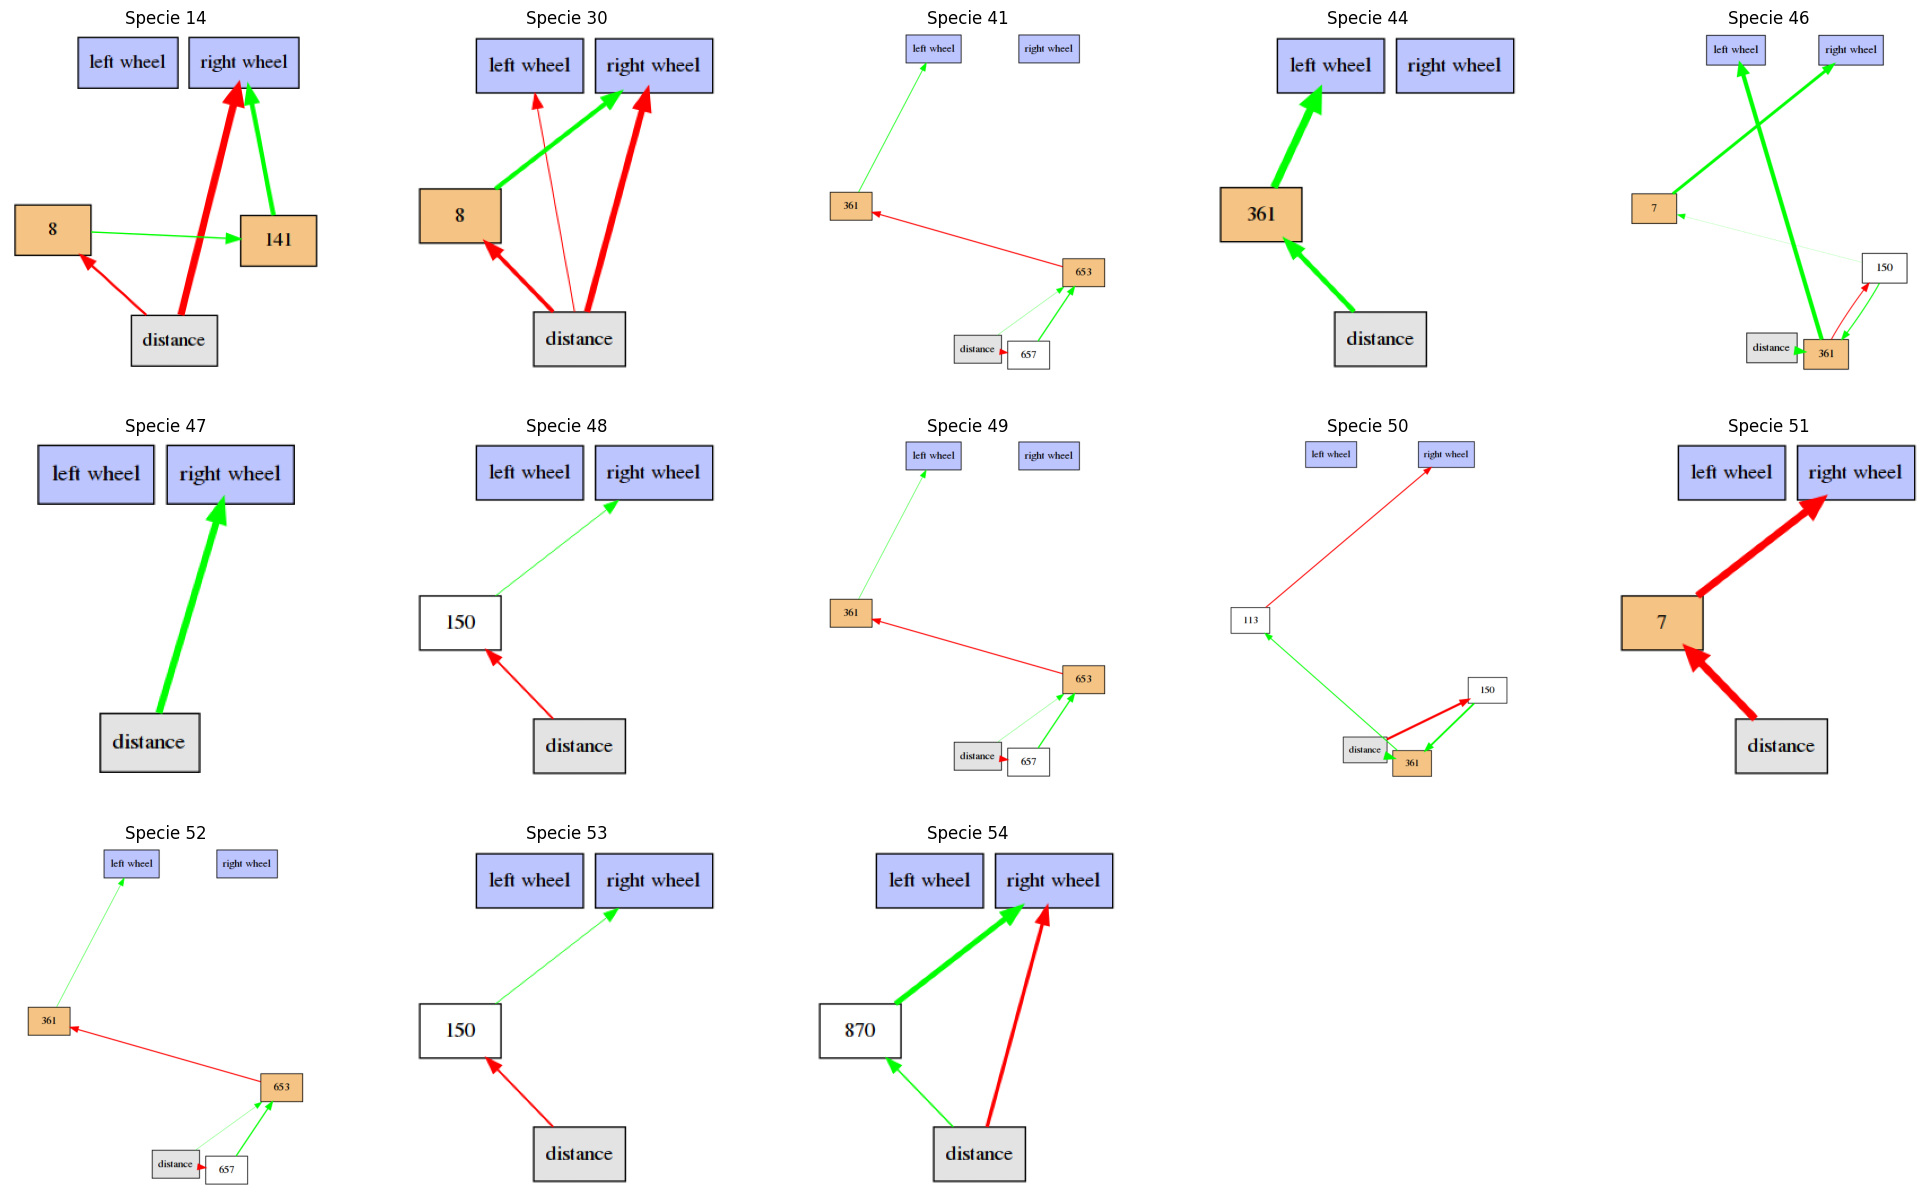 Specie 14
left wheel
right wheel
8
141
distance
Specie 30
left wheel
right wheel
8
distance
Specie 41
left wheel
right wheel
361
653
distance
657
Specie 44
left wheel
right wheel
361
distance
Specie 46
left wheel
right wheel
7
150
distance
361
Specie 47
left wheel
right wheel
distance
Specie 48
left wheel
right wheel
150
distance
Specie 49
left wheel
right wheel
361
653
distance
657
Specie 50
left wheel
right wheel
113
150
distance
361
Specie 51
left wheel
right wheel
7
distance
Specie 52
left wheel
right wheel
361
653
distance
657
Specie 53
left wheel
right wheel
150
distance
Specie 54
left wheel
right wheel
870
distance